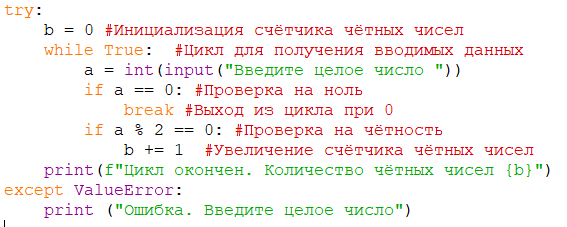 try:
    b = 0 #Инициализация счётчика чётных чисел
    while True:  #Цикл для получения вводимых данных
        a = int(input("Введите целое число "))
        if a == 0: #Проверка на ноль
            break #Выход из цикла при 0
        if a % 2 == 0: #Проверка на чётность
            b += 1  #Увеличение счётчика чётных чисел
    print(f"Цикл окончен. Количество чётных чисел {b}")
except ValueError:
    print ("Ошибка. Введите целое число")